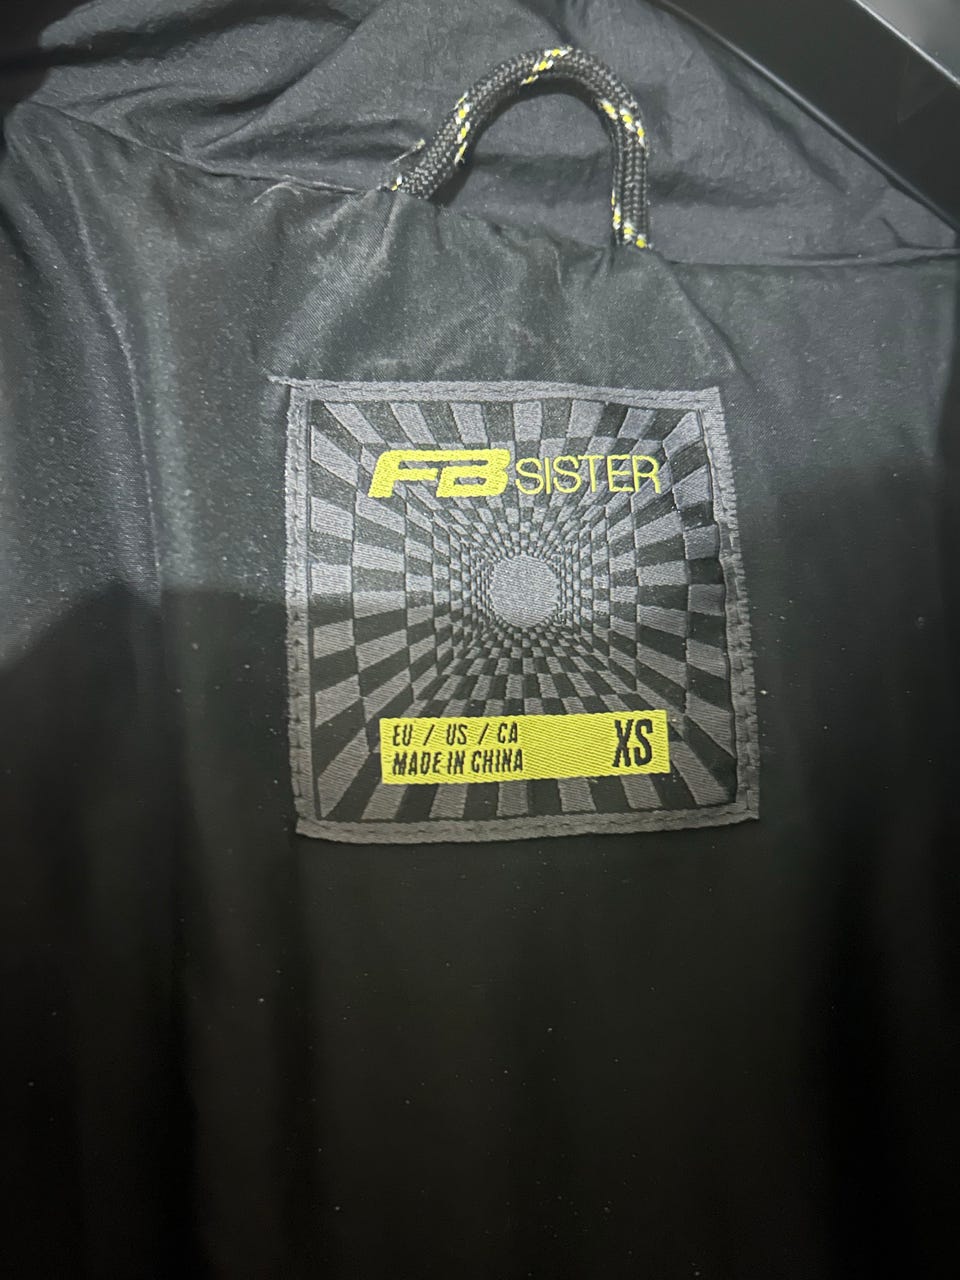 FB SISTER
EU / US / CA
MADE IN CHINA
XS